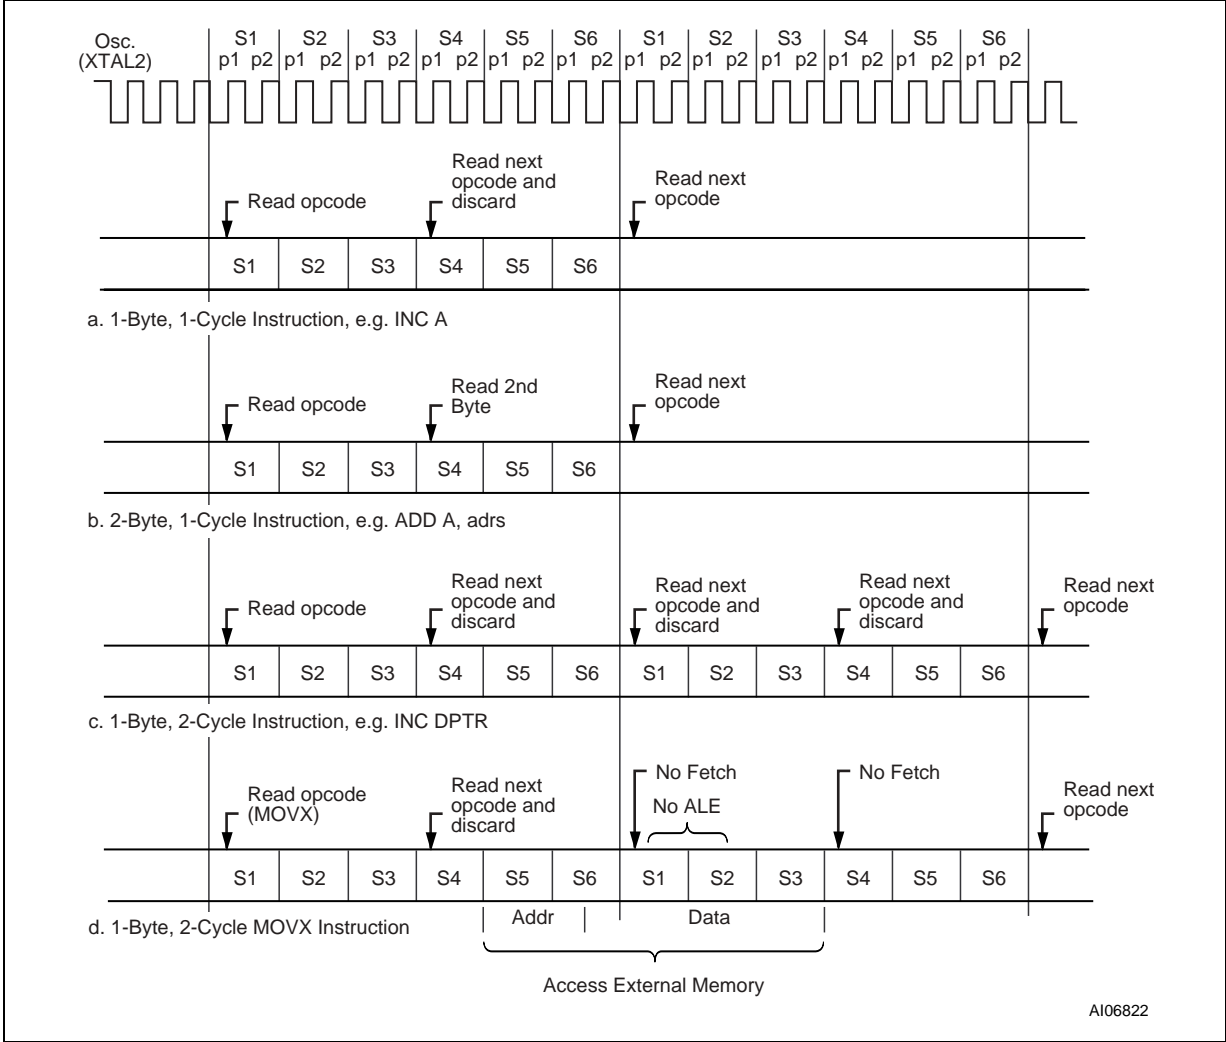 Osc.
(XTAL2)
S1 S2 S3 S4 S5 S6 S1 S2 S3 S4 S5 S6
p1 p2 p1 p2 p1 p2 p1 p2 p1 p2 p1 p2 p1 p2 p1 p2 p1 p2 p1 p2 p1 p2 p1 p2
Read opcode
Read next
opcode and
discard
Read next
opcode
S1 S2 S3 S4 S5 S6
a. 1-Byte, 1-Cycle Instruction, e.g. INC A
Read opcode
Read 2nd
Byte
Read next
opcode
S1 S2 S3 S4 S5 S6
b. 2-Byte, 1-Cycle Instruction, e.g. ADD A, adrs
Read opcode
Read next
opcode and
discard
Read next
opcode and
discard
Read next
opcode and
discard
Read next
opcode
S1 S2 S3 S4 S5 S6 S1 S2 S3 S4 S5 S6
c. 1-Byte, 2-Cycle Instruction, e.g. INC DPTR
Read opcode
(MOVX)
Read next
opcode and
discard
No Fetch
No ALE
No Fetch
Read next
opcode
S1 S2 S3 S4 S5 S6 S1 S2 S3 S4 S5 S6
d. 1-Byte, 2-Cycle MOVX Instruction
Addr
Data
Access External Memory
AI06822